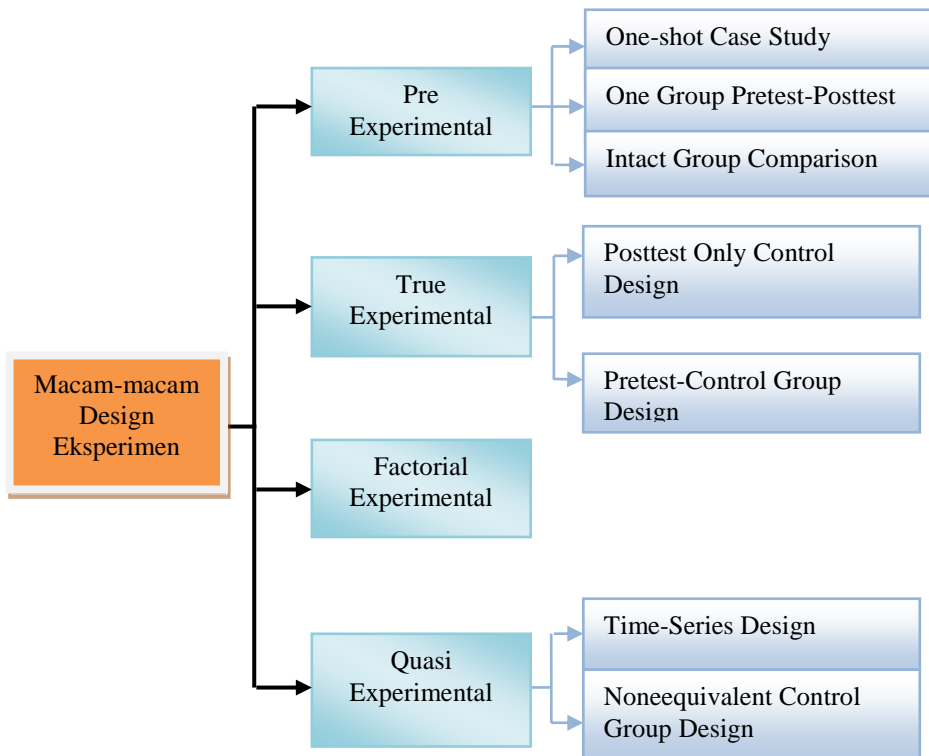 Macam-macam
Design
Eksperimen
Pre
Experimental
One-shot Case Study
One Group Pretest-Posttest
Intact Group Comparison
True
Experimental
Posttest Only Control
Design
Pretest-Control Group
Design
Factorial
Experimental
Quasi
Experimental
Time-Series Design
Noneequivalent Control
Group Design